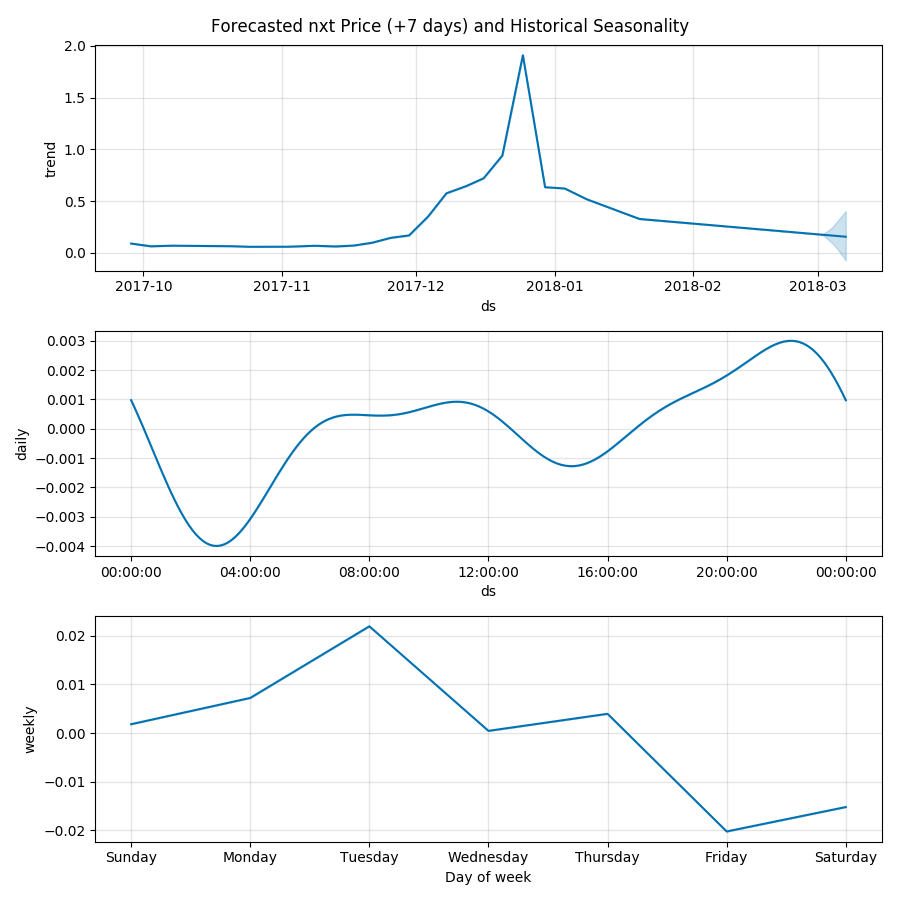 Forecasted nxt Price (+7 days) and Historical Seasonality
2.0
1.5
1.0
0.5
0.0
trend
2017-10 2017-11 2017-12 2018-01 2018-02 2018-03
ds
0.003
0.002
0.001
0.000
−0.001
−0.002
−0.003
−0.004
daily
00:00:00 04:00:00 08:00:00 12:00:00 16:00:00 20:00:00 00:00:00
ds
0.02
0.01
0.00
−0.01
−0.02
weekly
Sunday Monday Tuesday Wednesday Thursday Friday Saturday
Day of week